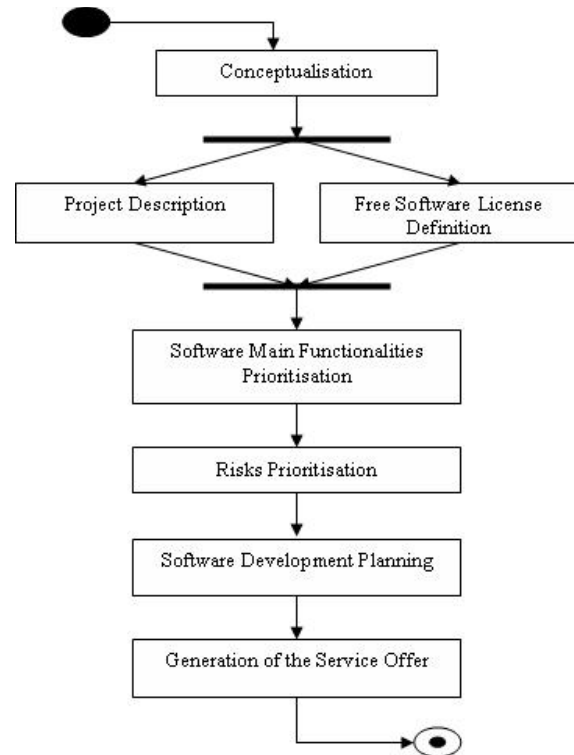 Conceptualisation
Project Description
Free Software License
Definition
Software Main Functionalities
Prioritisation
Risks Prioritisation
Software Development Planning
Generation of the Service Offer